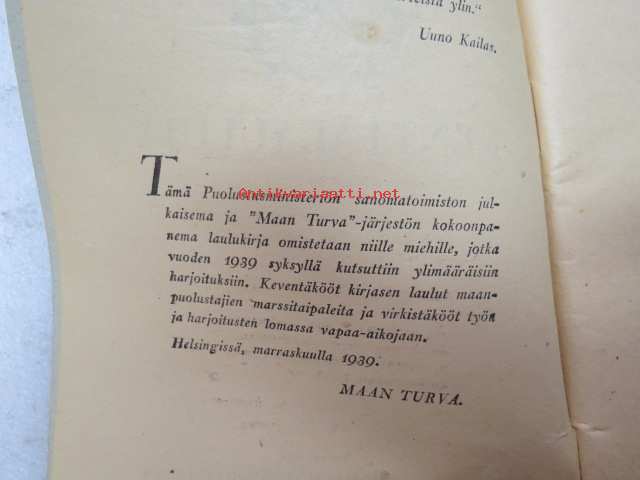 ylin.“
Uuno Kailas.
Tämä Puolustusministeriön sanomatoimiston jul-
kaisema ja "Maan Turva"-järjestön kokoonpa-
nema laulukirja omistetaan niille miehille, jotka
vuoden 1939 syksyllä kutsuttiin ylimääräisiin
harjoituksiin. Keventäkööt kirjasen laulut maan-
puolustajien marssitaipaleita ja virkistäkööt työn
ja harjoitusten lomassa vapaa-aikojaan.
Helsingissä, marraskuulla 1939.
MAAN TURVA.
Antikvariaatti.net